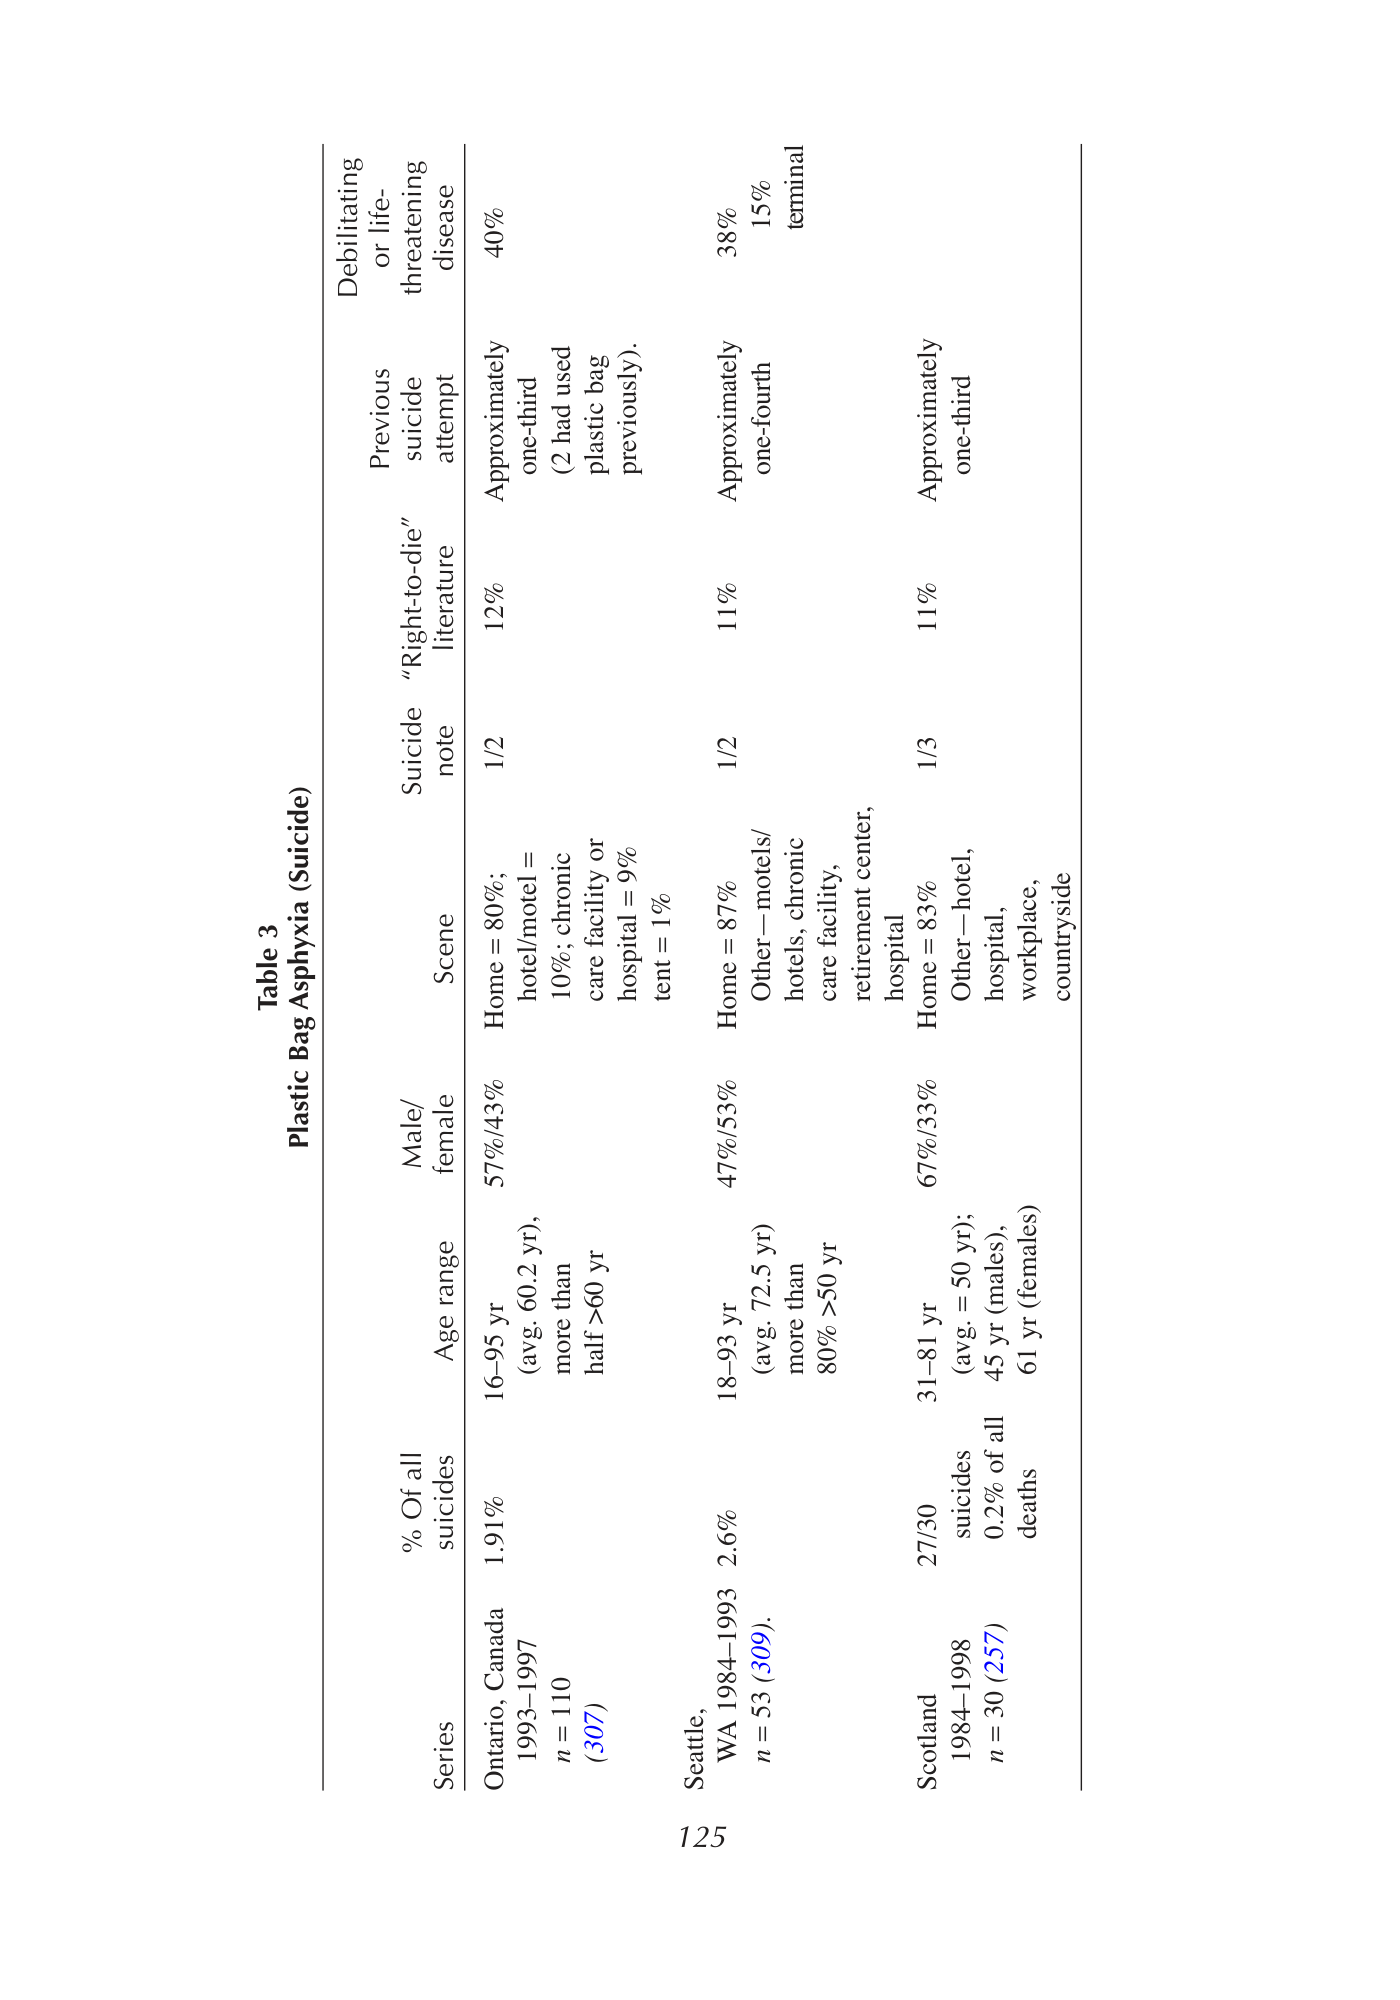 Table 3
Plastic Bag Asphyxia (Suicide)
Debilitating
Previous or life-
% Of all Male/ Suicide “Right-to-die” suicide threatening
Series suicides Age range female Scene note literature attempt disease
Ontario, Canada 1.91% 16–95 yr 57%/43% Home = 80%; 1/2 12% Approximately 40%
1993–1997 (avg. 60.2 yr), hotel/motel = one-third
n = 110 more than 10%; chronic (2 had used
(307) half >60 yr care facility or plastic bag
hospital = 9% previously).
tent = 1%
Seattle,
WA 1984–1993 2.6% 18–93 yr 47%/53% Home = 87% 1/2 11% Approximately 38%
n = 53 (309). (avg. 72.5 yr) Other—motels/ one-fourth 15%
more than hotels, chronic terminal
80% >50 yr care facility,
retirement center,
hospital
Scotland 27/30 31–81 yr 67%/33% Home = 83% 1/3 11% Approximately
1984–1998 suicides (avg. = 50 yr); Other—hotel, one-third
n = 30 (257) 0.2% of all 45 yr (males), hospital,
deaths 61 yr (females) workplace,
countryside
125